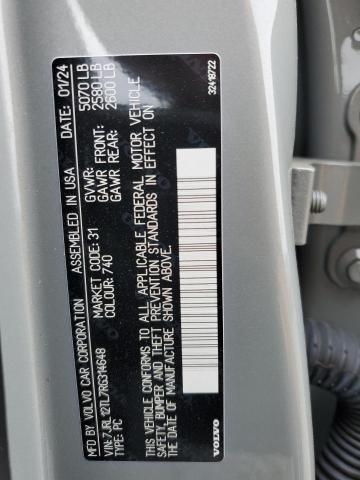 MFD. BY: VOLVO CAR CORPORATION ASSEMBLED IN USA DATE: 01/24
VIN: 7JRL12TL7RG314648 GVWR: 5070 LB
MARKET CODE: 31 GAWR FRONT: 2580 LB
TYPE: PC COLOUR: 740 GAWR REAR: 2600 LB
THIS VEHICLE CONFORMS TO ALL APPLICABLE FEDERAL MOTOR VEHICLE
SAFETY, BUMPER AND THEFT PREVENTION STANDARDS IN EFFECT ON
THE DATE OF MANUFACTURE SHOWN ABOVE.
VOLVO
32418722